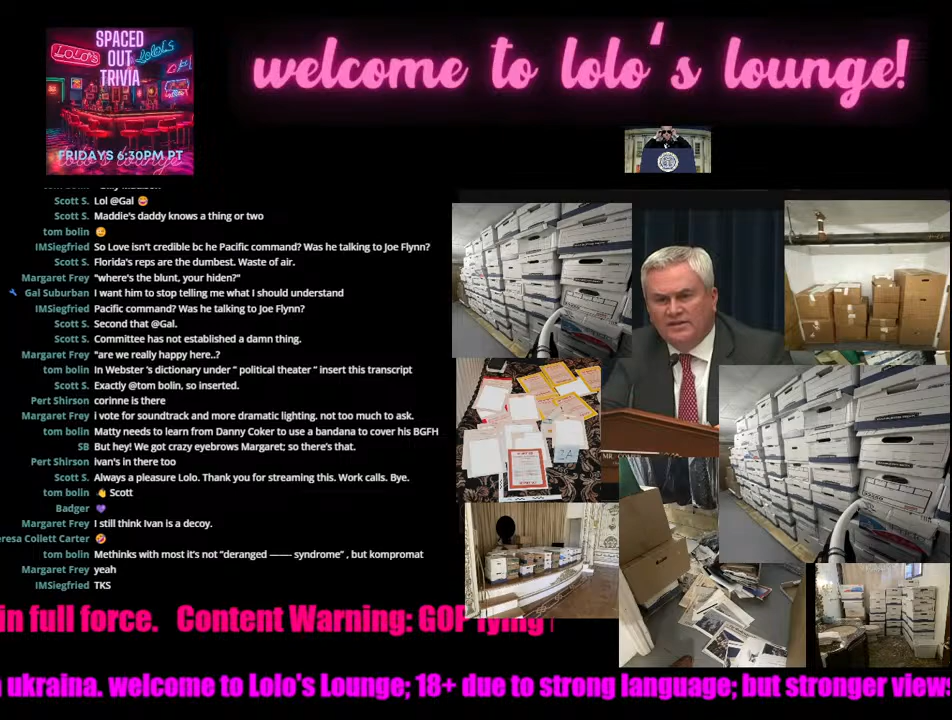 SPACED
OUT
TRIVIA
LOLO'S
FRIDAYS 6:30PM PT
lolo's lounge
welcome to lolo's lounge!
Scott S. Lol @Gal 😄
Scott S. Maddie's daddy knows a thing or two
tom bolin 😏
IMSiegfried So Love isn't credible bc he Pacific command? Was he talking to Joe Flynn?
Scott S. Florida's reps are the dumbest. Waste of air.
Margaret Frey "where's the blunt, your hiden?"
Gal Suburban I want him to stop telling me what I should understand
IMSiegfried Pacific command? Was he talking to Joe Flynn?
Scott S. Second that @Gal.
Scott S. Committee has not established a damn thing.
Margaret Frey "are we really happy here..?
tom bolin In Webster 's dictionary under " political theater " insert this transcript
Scott S. Exactly @tom bolin, so inserted.
Pert Shirson corinne is there
Margaret Frey i vote for soundtrack and more dramatic lighting. not too much to ask.
tom bolin Matty needs to learn from Danny Coker to use a bandana to cover his BGFH
SB But hey! We got crazy eyebrows Margaret; so there's that.
Pert Shirson ivan's in there too
Scott S. Always a pleasure Lolo. Thank you for streaming this. Work calls. Bye.
tom bolin 👋 Scott
Badger 💜
Margaret Frey I still think Ivan is a decoy.
eresa Collett Carter 🤣
tom bolin Methinks with most it's not "deranged —— syndrome" , but kompromat
Margaret Frey yeah
IMSiegfried TKS
MR. CO
in full force. Content Warning: GOP lying
ukraina. welcome to Lolo's Lounge; 18+ due to strong language; but stronger view